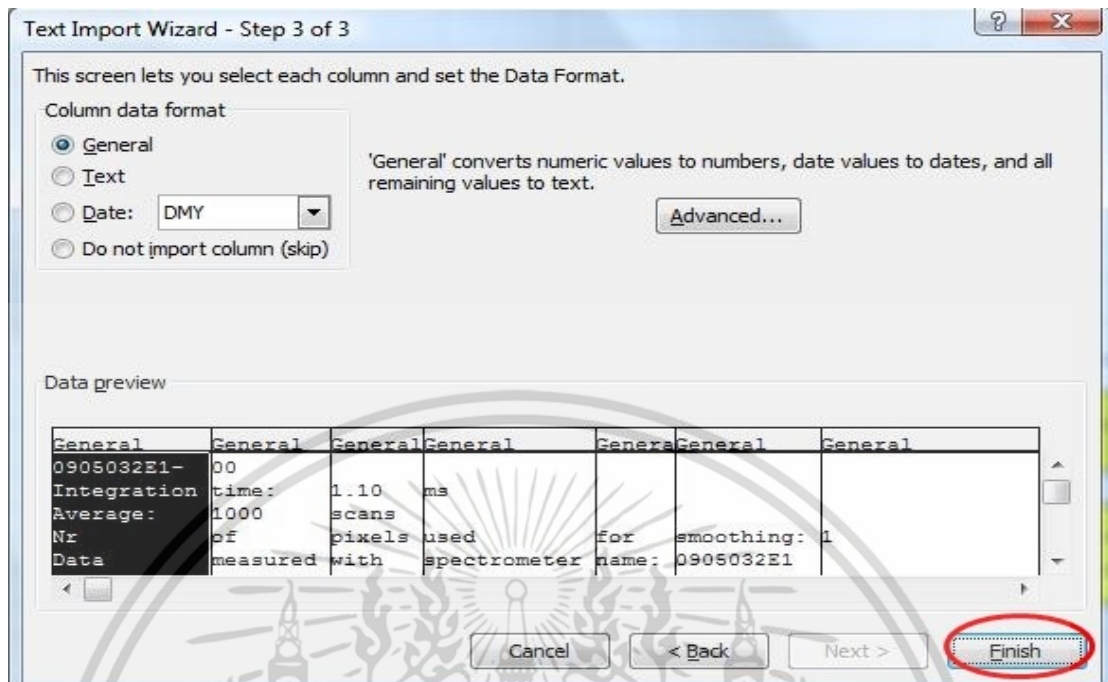 Text Import Wizard - Step 3 of 3
This screen lets you select each column and set the Data Format.
Column data format
General
Text
Date: DMY
Do not import column (skip)
'General' converts numeric values to numbers, date values to dates, and all
remaining values to text.
Advanced...
Data preview
General General General General General General General
0905032E1- 00
Integration time: 1.10 ms
Average: 1000 scans
Nr of pixels used for smoothing: 1
Data measured with spectrometer name: 0905032E1
Cancel < Back Next > Finish